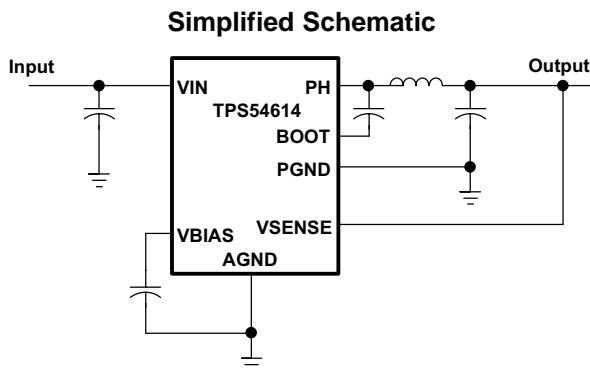 Simplified Schematic
Input
Output
VIN
PH
TPS54614
BOOT
PGND
VSENSE
VBIAS
AGND